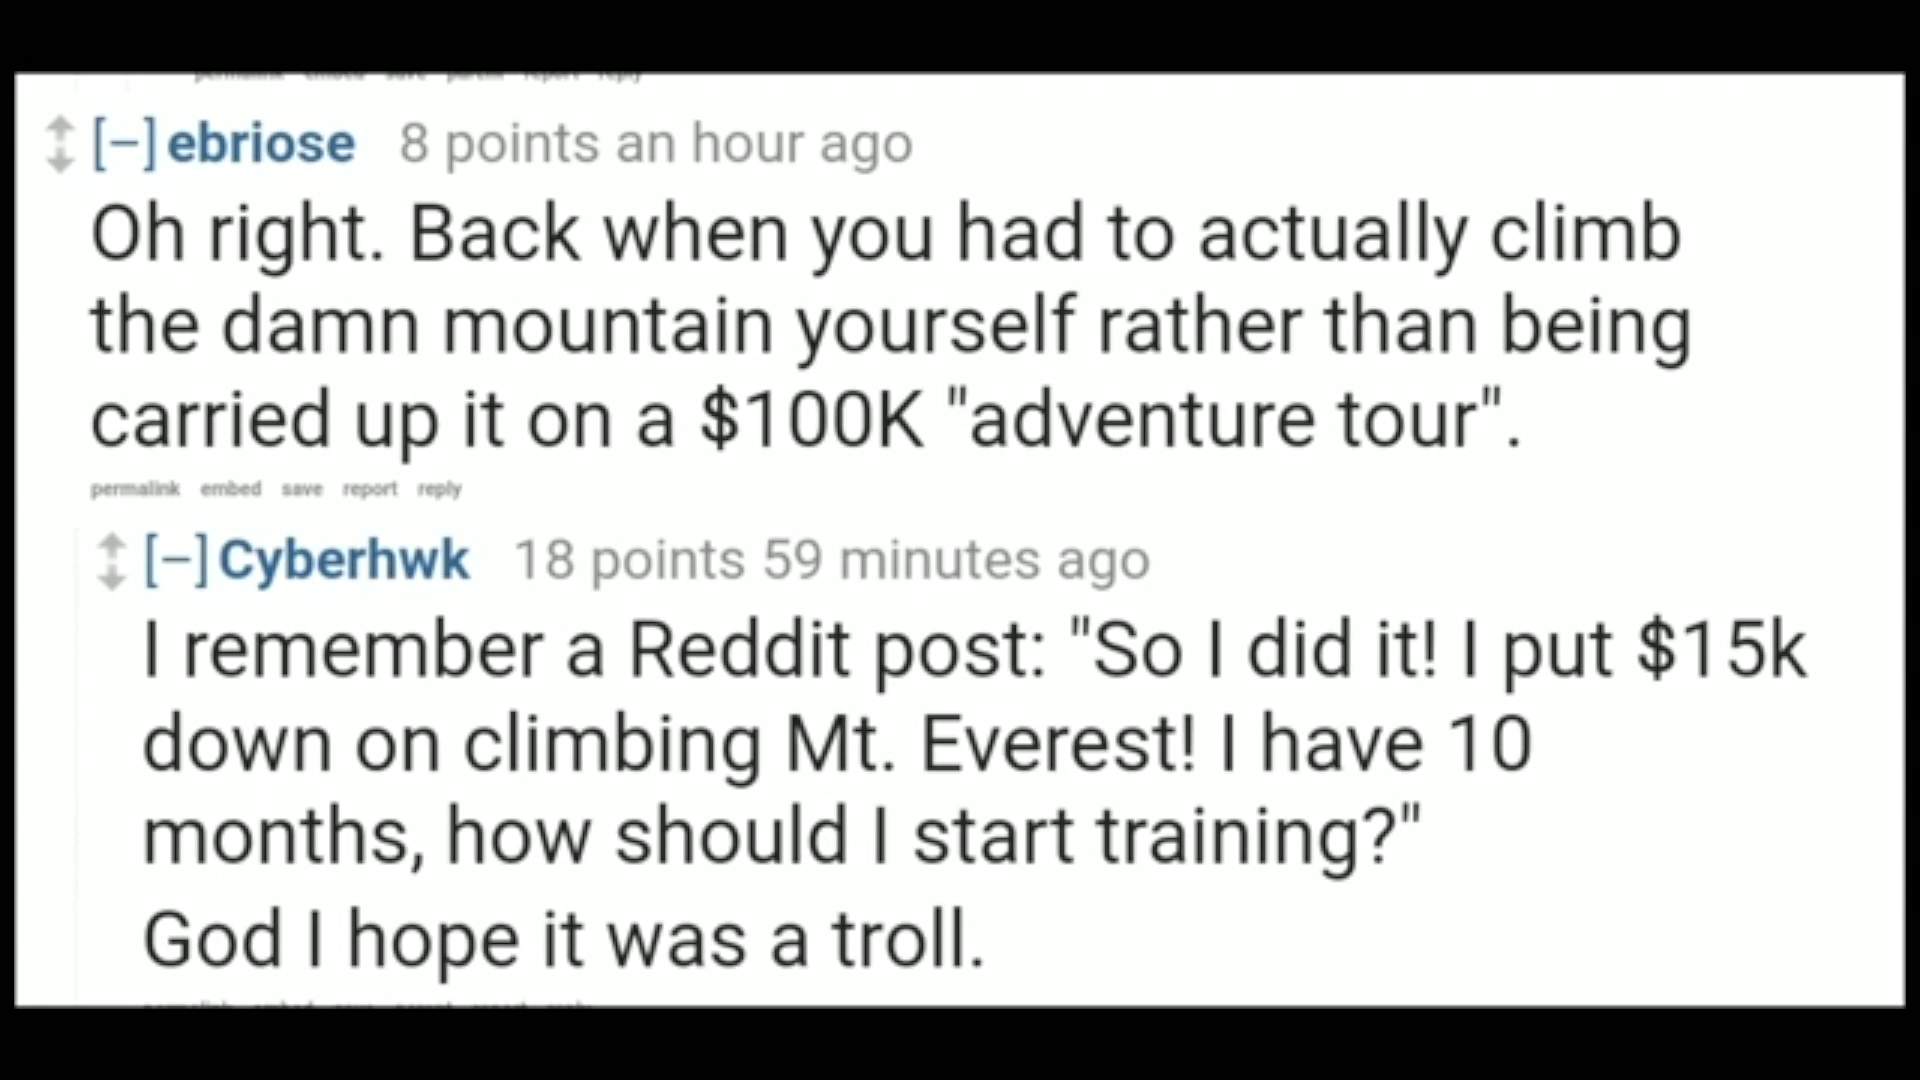 [–] ebriose 8 points an hour ago
Oh right. Back when you had to actually climb
the damn mountain yourself rather than being
carried up it on a $100K "adventure tour".
permalink embed save report reply
[–] Cyberhwk 18 points 59 minutes ago
I remember a Reddit post: "So I did it! I put $15k
down on climbing Mt. Everest! I have 10
months, how should I start training?"
God I hope it was a troll.